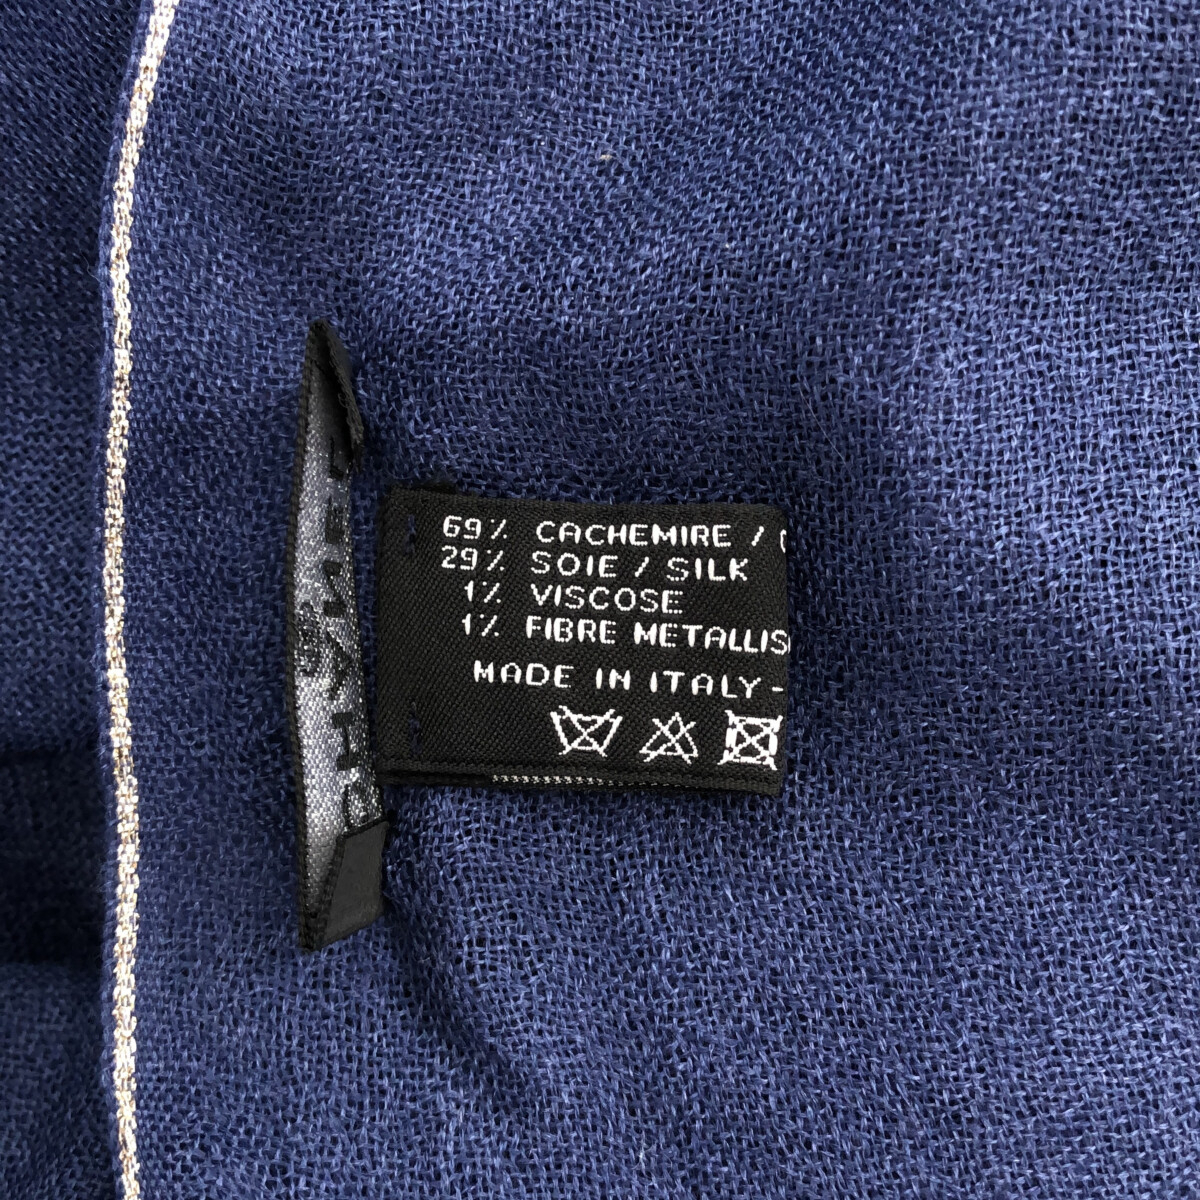 69% CACHEMIRE /
29% SOIE / SILK
1% VISCOSE
1% FIBRE METALLIS
MADE IN ITALY -